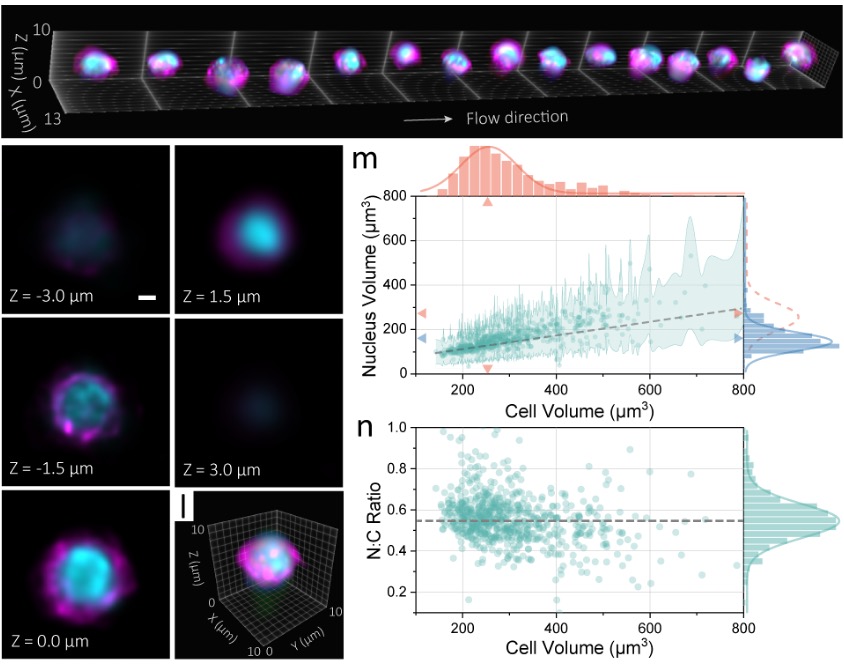 10
Z (µm)
0
X (µm)
13
Flow direction
Z = -3.0 µm
Z = 1.5 µm
Z = -1.5 µm
Z = 3.0 µm
Z = 0.0 µm
l
10
Z (µm)
0
X (µm)
10 0
Y (µm)
10
m
Nucleus Volume (µm³)
800
600
400
200
0
200 400 600 800
Cell Volume (µm³)
n
N:C Ratio
1.0
0.8
0.6
0.4
0.2
200 400 600 800
Cell Volume (µm³)